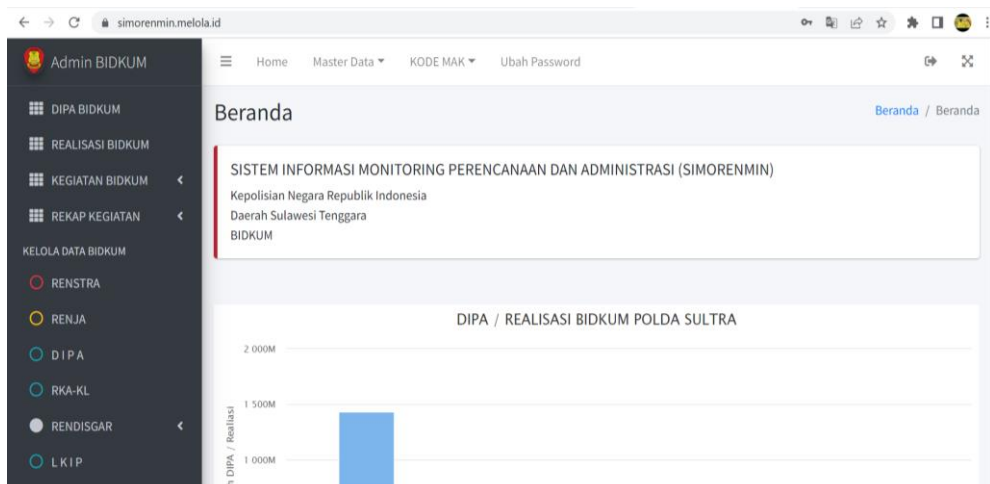 simorenmin.melola.id
Admin BIDKUM
Home Master Data KODE MAK Ubah Password
DIPA BIDKUM
REALISASI BIDKUM
KEGIATAN BIDKUM
REKAP KEGIATAN
KELOLA DATA BIDKUM
RENSTRA
RENJA
D I P A
RKA-KL
RENDISGAR
L K I P
Beranda
Beranda / Beranda
SISTEM INFORMASI MONITORING PERENCANAAN DAN ADMINISTRASI (SIMORENMIN)
Kepolisian Negara Republik Indonesia
Daerah Sulawesi Tenggara
BIDKUM
DIPA / REALISASI BIDKUM POLDA SULTRA
2 000M
1 500M
1 000M
DIPA / Realiasi